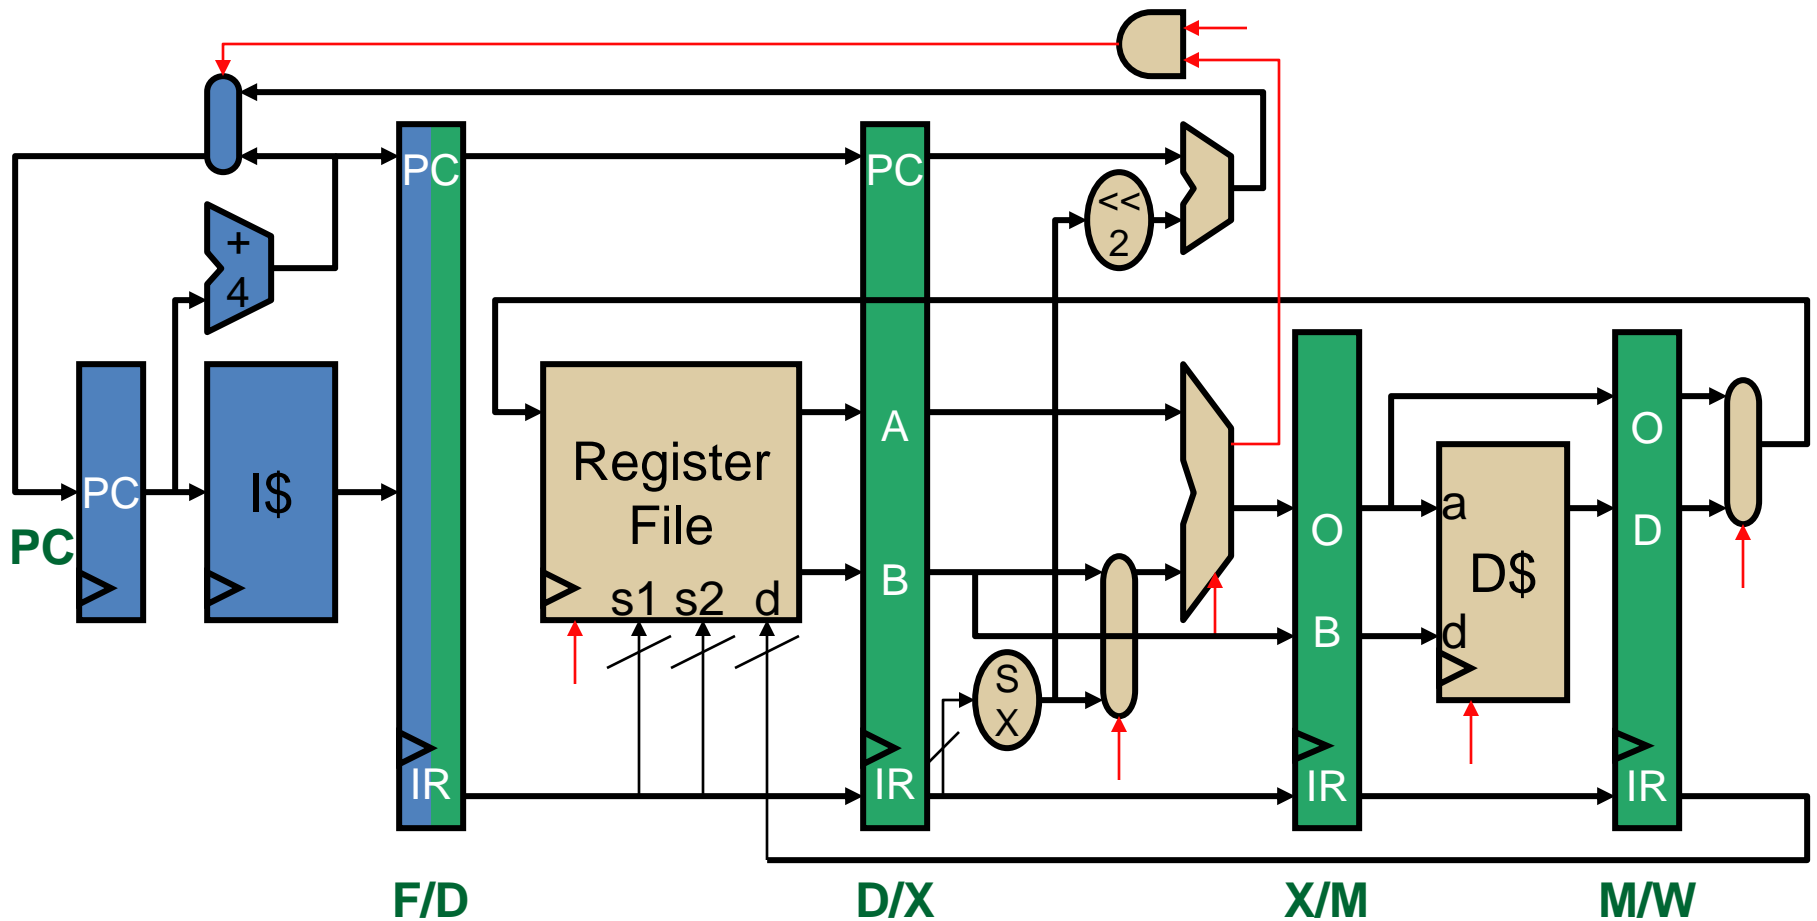 PC
PC
<<
2
+
4
A
O
Register
File
PC
I$
a
O
D
D$
PC
B
s1 s2 d
B
d
S
X
IR
IR
IR
IR
F/D
D/X
X/M
M/W